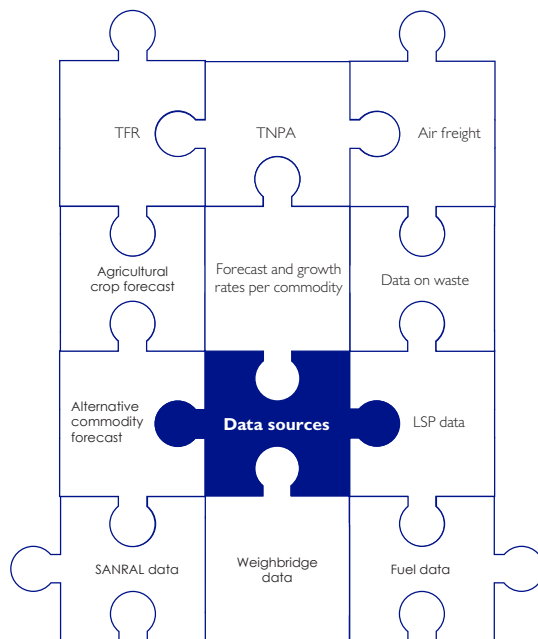 TFR
TNPA
Air freight
Agricultural
crop forecast
Forecast and growth
rates per commodity
Data on waste
Alternative
commodity
forecast
Data sources
LSP data
SANRAL data
Weighbridge
data
Fuel data